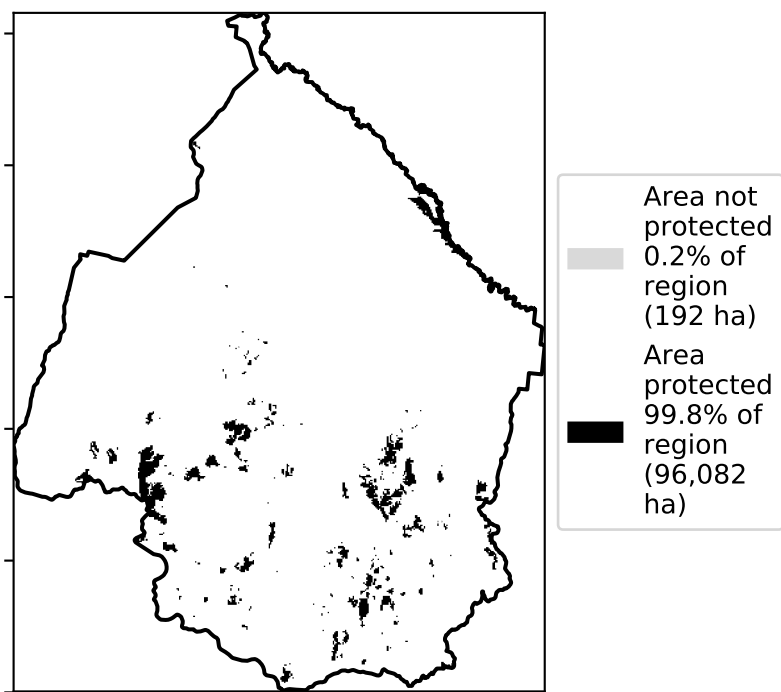 Area not
protected
0.2% of
region
(192 ha)
Area
protected
99.8% of
region
(96,082
ha)